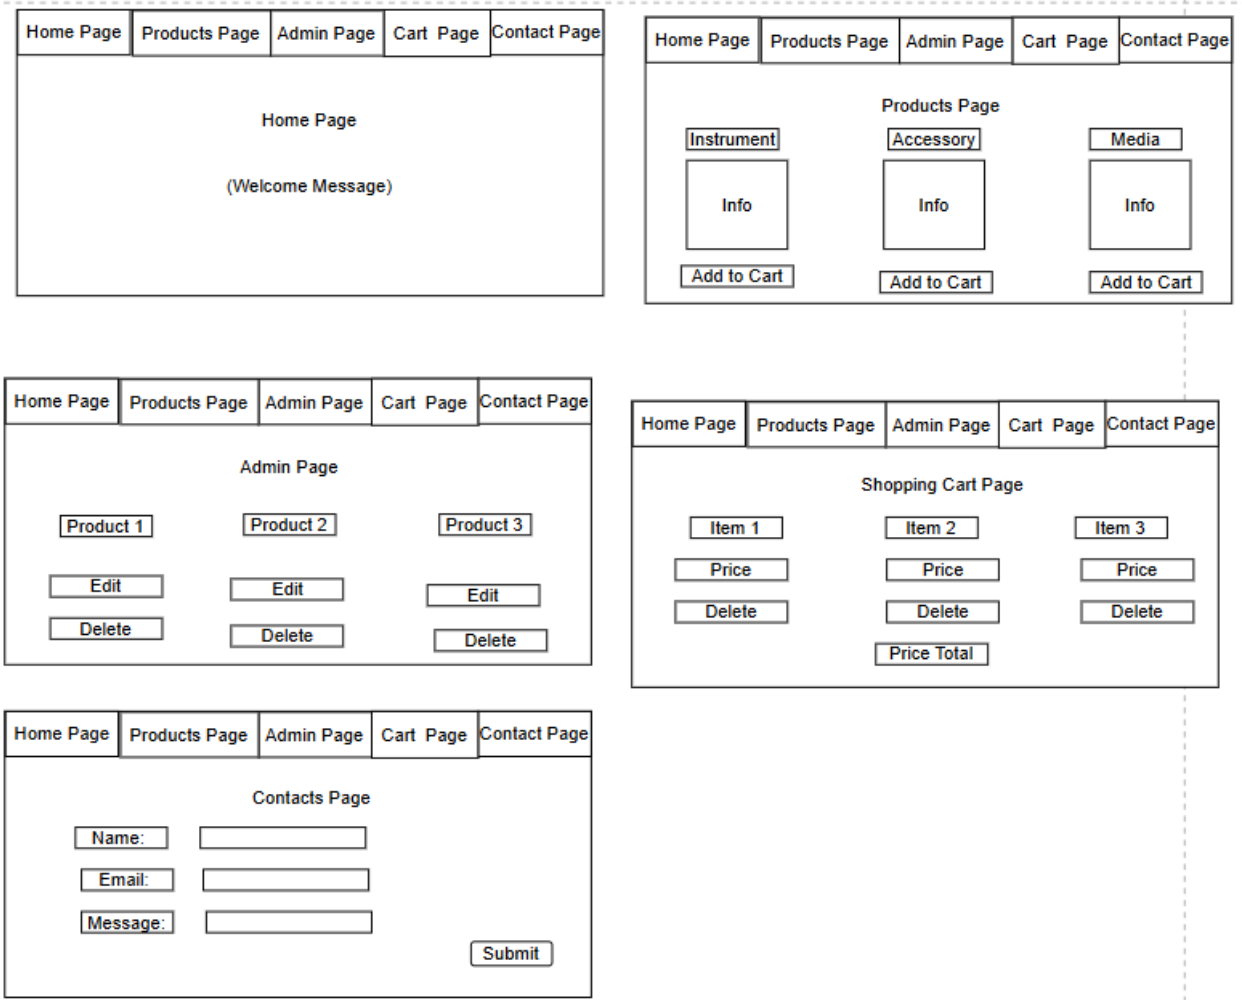 Home Page Products Page Admin Page Cart Page Contact Page
Home Page
(Welcome Message)
Home Page Products Page Admin Page Cart Page Contact Page
Products Page
Instrument Accessory Media
Info Info Info
Add to Cart Add to Cart Add to Cart
Home Page Products Page Admin Page Cart Page Contact Page
Admin Page
Product 1 Product 2 Product 3
Edit Edit Edit
Delete Delete Delete
Home Page Products Page Admin Page Cart Page Contact Page
Shopping Cart Page
Item 1 Item 2 Item 3
Price Price Price
Delete Delete Delete
Price Total
Home Page Products Page Admin Page Cart Page Contact Page
Contacts Page
Name:
Email:
Message:
Submit